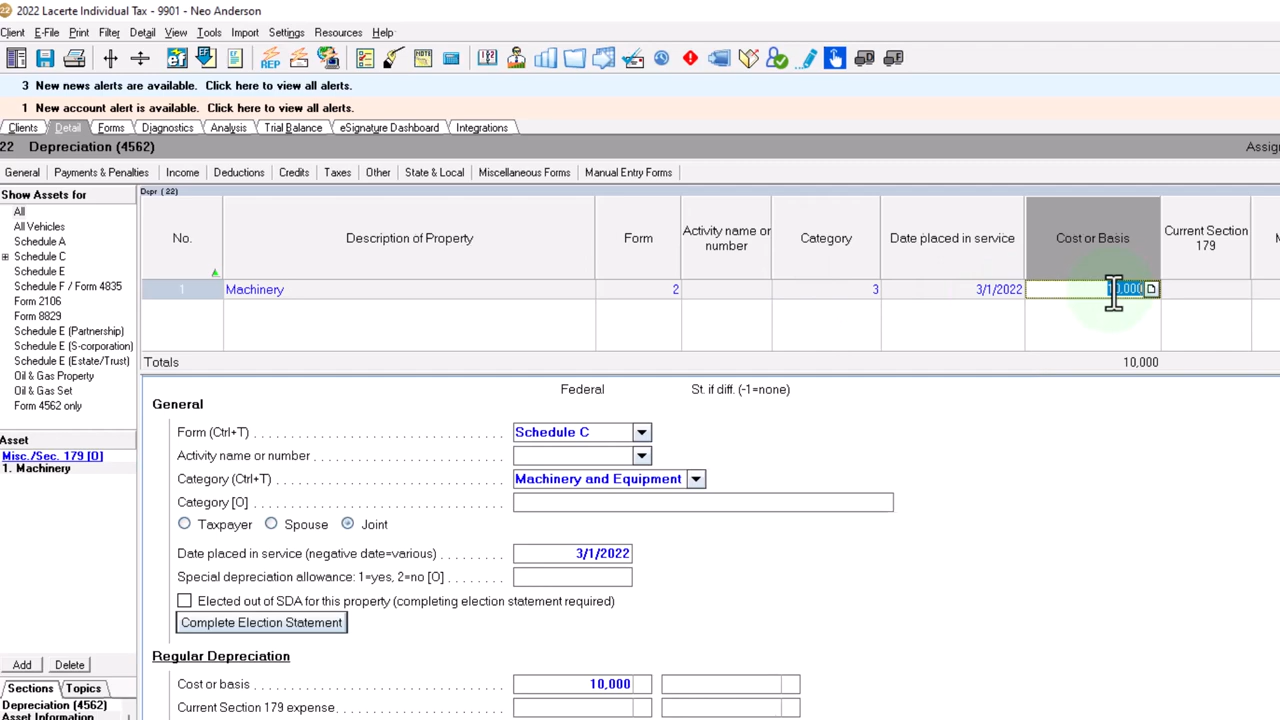 22 2022 Lacerte Individual Tax - 9901 - Neo Anderson
Client E-File Print Filter Detail View Tools Import Settings Resources Help
3 New news alerts are available. Click here to view all alerts.
1 New account alert is available. Click here to view all alerts.
Clients Detail Forms Diagnostics Analysis Trial Balance eSignature Dashboard Integrations
22 Depreciation (4562) Assig
General Payments & Penalties Income Deductions Credits Taxes Other State & Local Miscellaneous Forms Manual Entry Forms
Show Assets for
All
All Vehicles
Schedule A
Schedule C
Schedule E
Schedule F / Form 4835
Form 2106
Form 8829
Schedule E (Partnership)
Schedule E (S-corporation)
Schedule E (Estate/Trust)
Oil & Gas Property
Oil & Gas Set
Form 4562 only
Asset
Misc./Sec. 179 [O]
1. Machinery
Add Delete
Sections Topics
Depreciation (4562)
Asset Information
Depr (22)
No. Description of Property Form Activity name or number Category Date placed in service Cost or Basis Current Section 179 M
1 Machinery 2 3 3/1/2022 10,000
Totals 10,000
Federal St. if diff. (-1=none)
General
Form (Ctrl+T) Schedule C
Activity name or number
Category (Ctrl+T) Machinery and Equipment
Category [O]
Taxpayer Spouse Joint
Date placed in service (negative date=various) 3/1/2022
Special depreciation allowance: 1=yes, 2=no [O]
Elected out of SDA for this property (completing election statement required)
Complete Election Statement
Regular Depreciation
Cost or basis 10,000
Current Section 179 expense